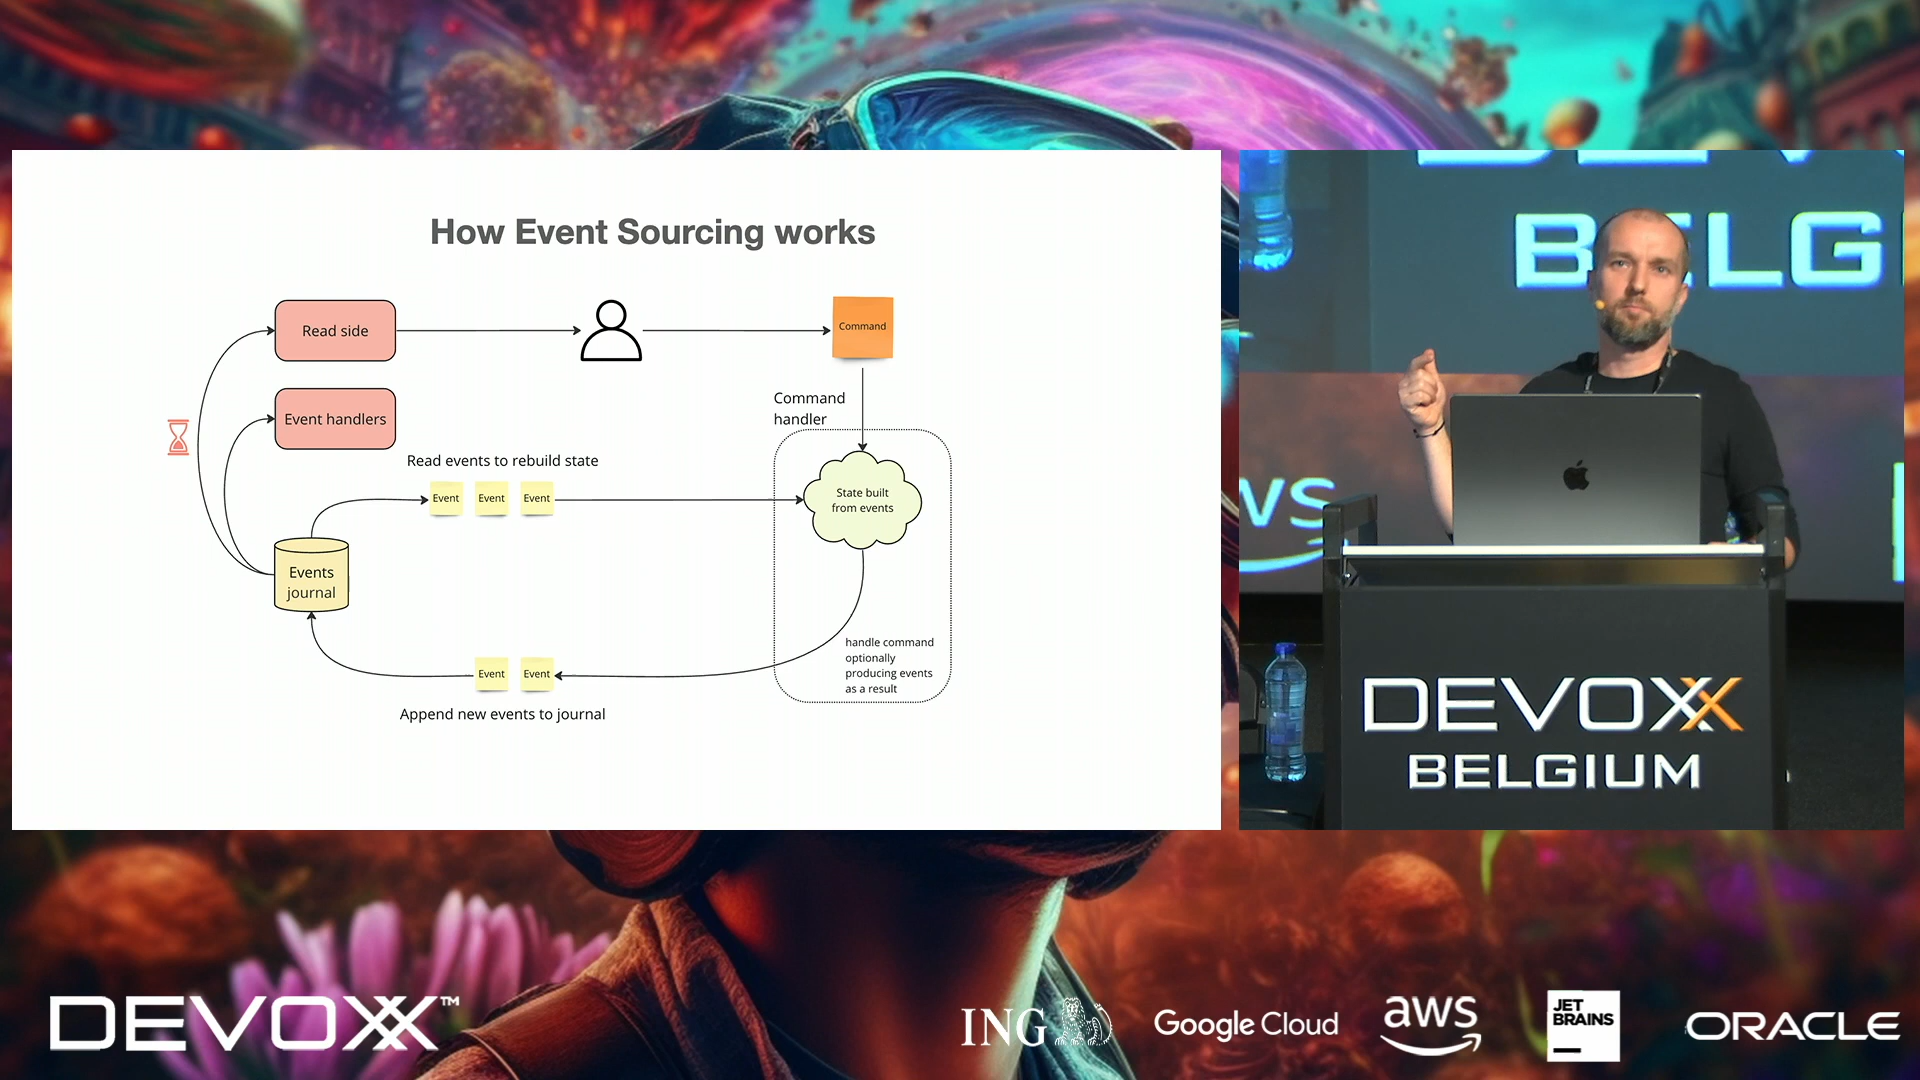 How Event Sourcing works
Read side
Command
Command
handler
Event handlers
Read events to rebuild state
Event
Event
Event
State built
from events
Events
journal
handle command
optionally
producing events
as a result
Event
Event
Append new events to journal
BELG
ws
DEVOXX
BELGIUM
DEVOXX™
ING
Google Cloud
aws
JET
BRAINS
ORACLE